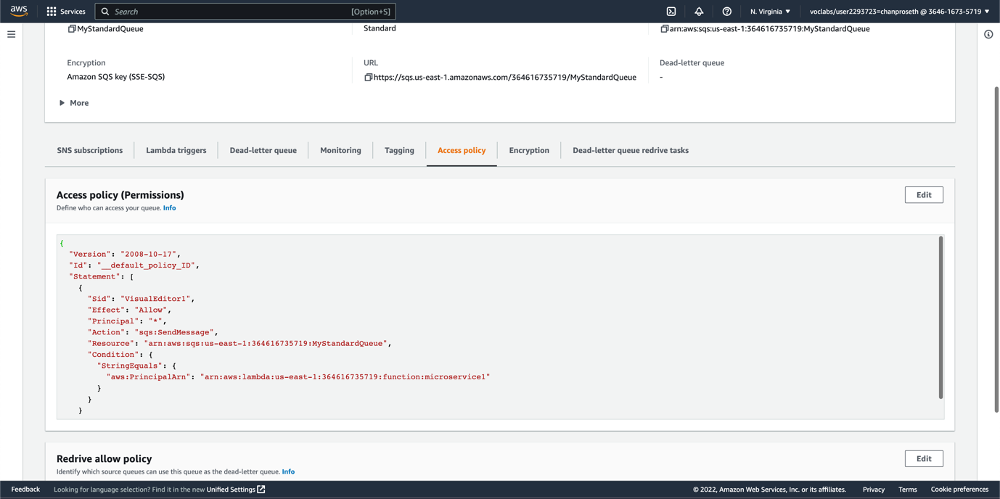 aws
Services
Search
[Option+S]
N. Virginia
voclabs/user2293723=chanproseth @ 3646-1673-5719
MyStandardQueue
Standard
arn:aws:sqs:us-east-1:364616735719:MyStandardQueue
Encryption
URL
Dead-letter queue
Amazon SQS key (SSE-SQS)
https://sqs.us-east-1.amazonaws.com/364616735719/MyStandardQueue
-
More
SNS subscriptions
Lambda triggers
Dead-letter queue
Monitoring
Tagging
Access policy
Encryption
Dead-letter queue redrive tasks
Access policy (Permissions)
Edit
Define who can access your queue. Info
{
"Version": "2008-10-17",
"Id": "__default_policy_ID",
"Statement": [
{
"Sid": "VisualEditor1",
"Effect": "Allow",
"Principal": "*",
"Action": "sqs:SendMessage",
"Resource": "arn:aws:sqs:us-east-1:364616735719:MyStandardQueue",
"Condition": {
"StringEquals": {
"aws:PrincipalArn": "arn:aws:lambda:us-east-1:364616735719:function:microservice1"
}
}
}
Redrive allow policy
Edit
Identify which source queues can use this queue as the dead-letter queue. Info
Feedback
Looking for language selection? Find it in the new Unified Settings
© 2022, Amazon Web Services, Inc. or its affiliates.
Privacy
Terms
Cookie preferences